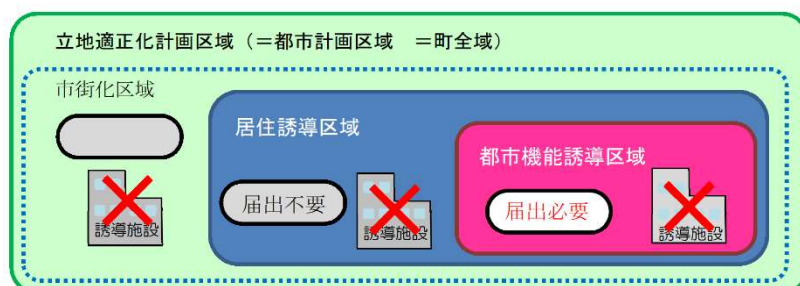 立地適正化計画区域（＝都市計画区域　＝町全域）
市街化区域
居住誘導区域
都市機能誘導区域
届出不要
届出必要
誘導施設
誘導施設
誘導施設